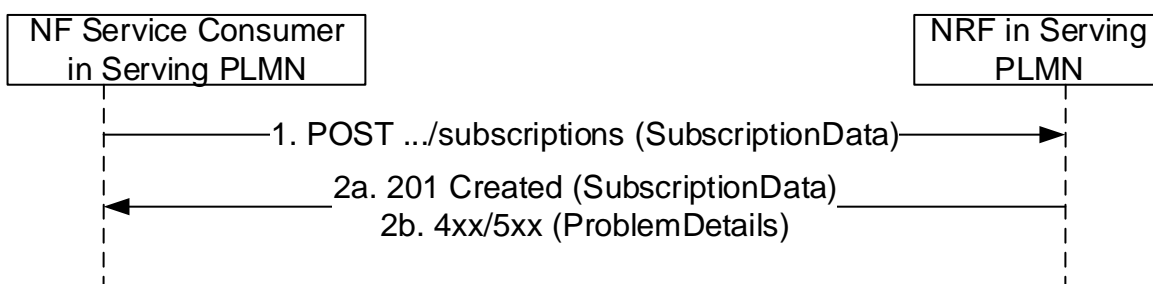 NF Service Consumer
in Serving PLMN
NRF in Serving
PLMN
1. POST .../subscriptions (SubscriptionData)
2a. 201 Created (SubscriptionData)
2b. 4xx/5xx (ProblemDetails)